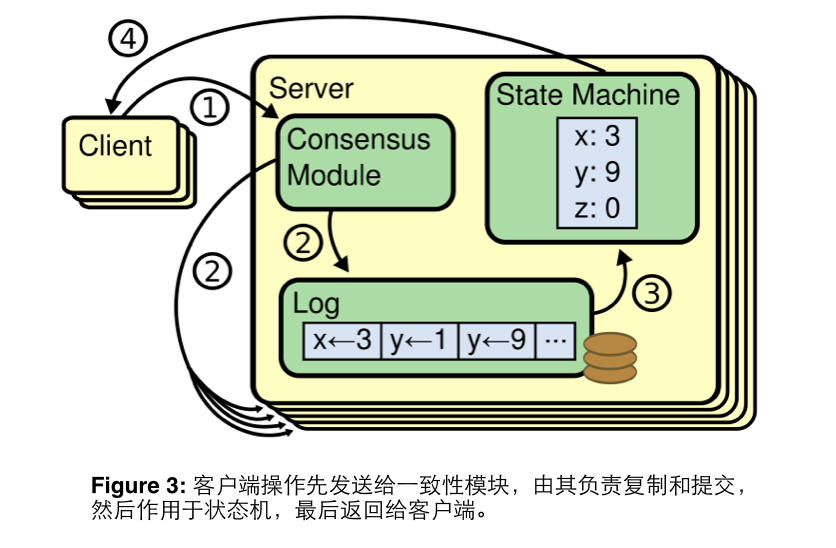 ④
①
Server
State Machine
Client
Consensus
Module
x: 3
y: 9
z: 0
②
②
③
Log
x←3 y←1 y←9 ···
Figure 3: 客户端操作先发送给一致性模块，由其负责复制和提交，
然后作用于状态机，最后返回给客户端。